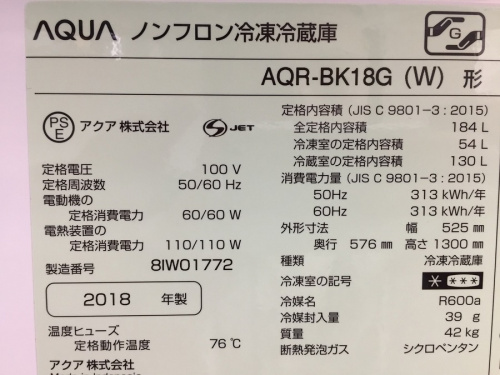 AQUA ノンフロン冷凍冷蔵庫
G
AQR-BK18G (W) 形
PSE アクア株式会社 S JET
定格電圧 100 V
定格周波数 50/60 Hz
電動機の
定格消費電力 60/60 W
電熱装置の
定格消費電力 110/110 W
製造番号 8IW01772
2018 年製
温度ヒューズ
定格動作温度 76℃
アクア株式会社
Made in Indonesia
定格内容積 (JIS C 9801-3 : 2015)
全定格内容積 184 L
冷凍室の定格内容積 54 L
冷蔵室の定格内容積 130 L
消費電力量 (JIS C 9801-3 : 2015)
50Hz 313 kWh/年
60Hz 313 kWh/年
外形寸法 幅 525 mm
奥行 576 mm 高さ 1300 mm
種類 冷凍冷蔵庫
冷凍室の記号 * ***
冷媒名 R600a
冷媒封入量 39 g
質量 42 kg
断熱発泡ガス シクロペンタン